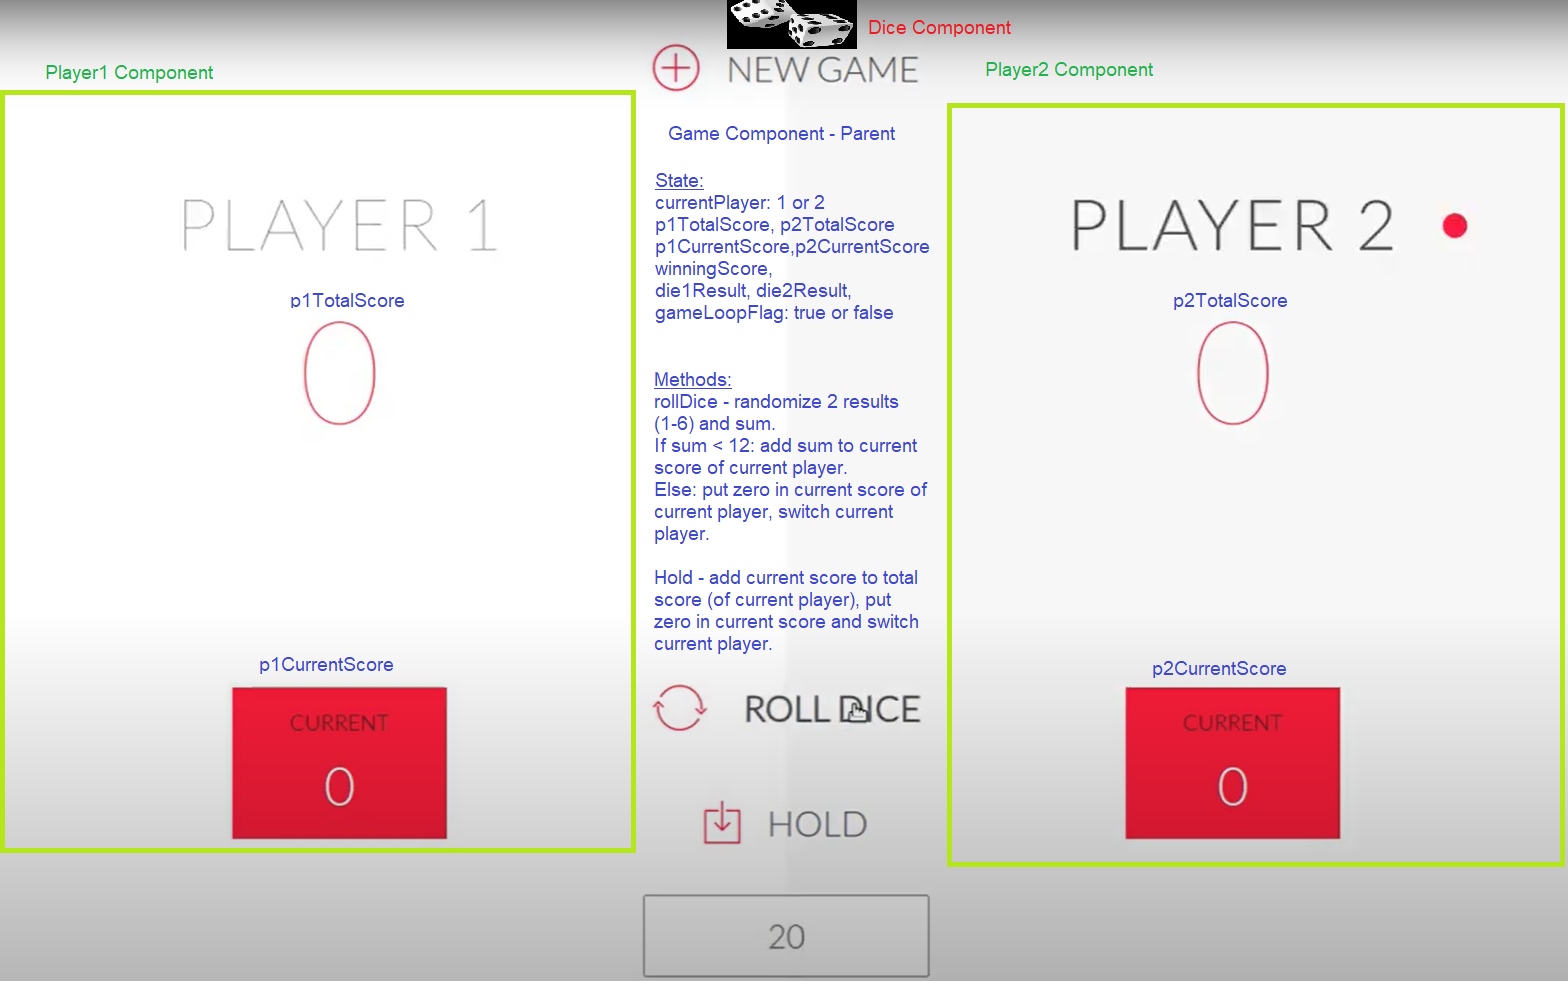 Dice Component
NEW GAME
Player1 Component
Player2 Component
Game Component - Parent
PLAYER 1
p1TotalScore
0
p1CurrentScore
CURRENT
0
State:
currentPlayer: 1 or 2
p1TotalScore, p2TotalScore
p1CurrentScore,p2CurrentScore
winningScore,
die1Result, die2Result,
gameLoopFlag: true or false
Methods:
rollDice - randomize 2 results
(1-6) and sum.
If sum < 12: add sum to current
score of current player.
Else: put zero in current score of
current player, switch current
player.
Hold - add current score to total
score (of current player), put
zero in current score and switch
current player.
ROLL DICE
HOLD
20
PLAYER 2
p2TotalScore
0
p2CurrentScore
CURRENT
0